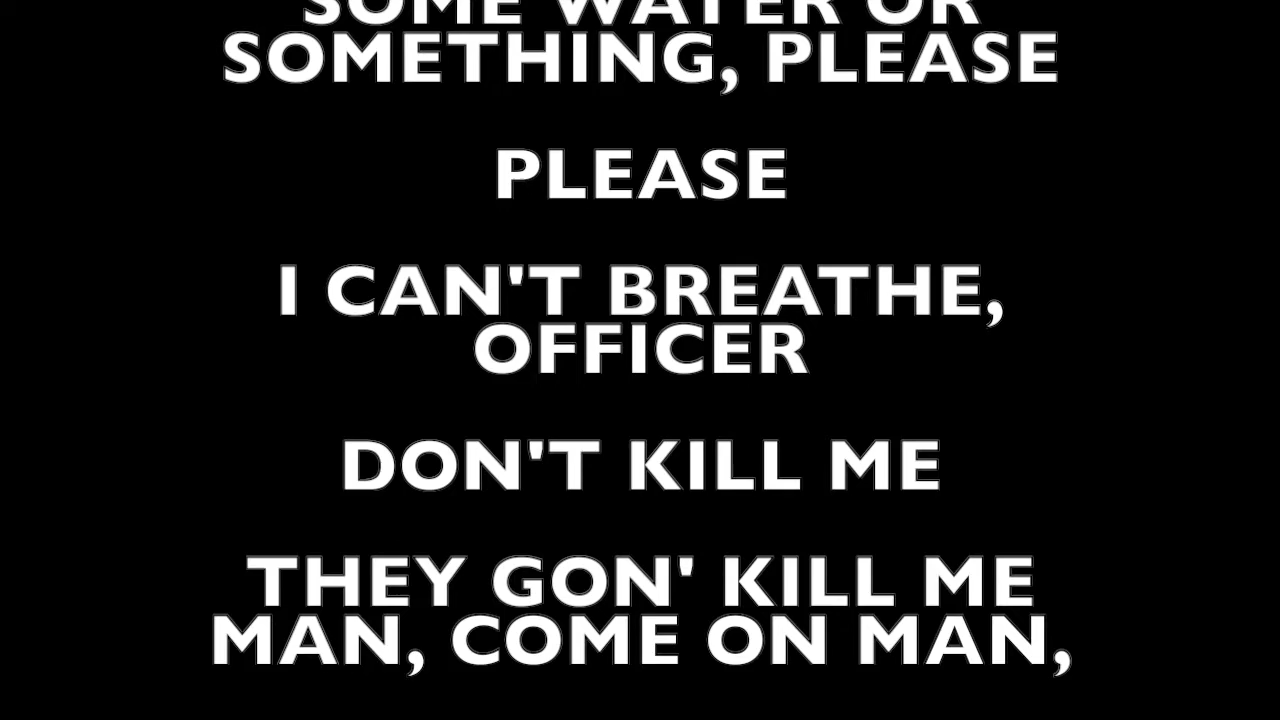 SOME WATER OR
SOMETHING, PLEASE
PLEASE
I CAN'T BREATHE,
OFFICER
DON'T KILL ME
THEY GON' KILL ME
MAN, COME ON MAN,